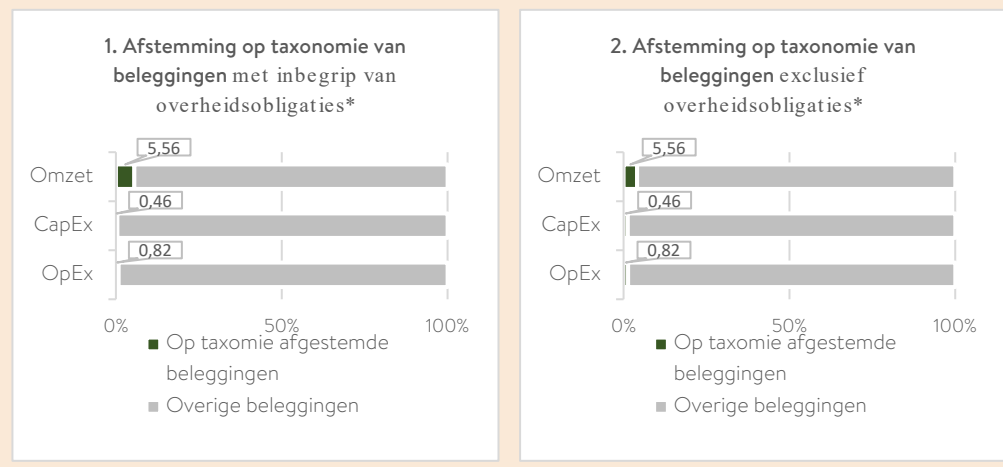 1. Afstemming op taxonomie van
beleggingen met inbegrip van
overheidsobligaties*
5,56
Omzet
0,46
CapEx
0,82
OpEx
0%
50%
100%
Op taxomie afgestemde
beleggingen
Overige beleggingen
2. Afstemming op taxonomie van
beleggingen exclusief
overheidsobligaties*
5,56
Omzet
0,46
CapEx
0,82
OpEx
0%
50%
100%
Op taxomie afgestemde
beleggingen
Overige beleggingen